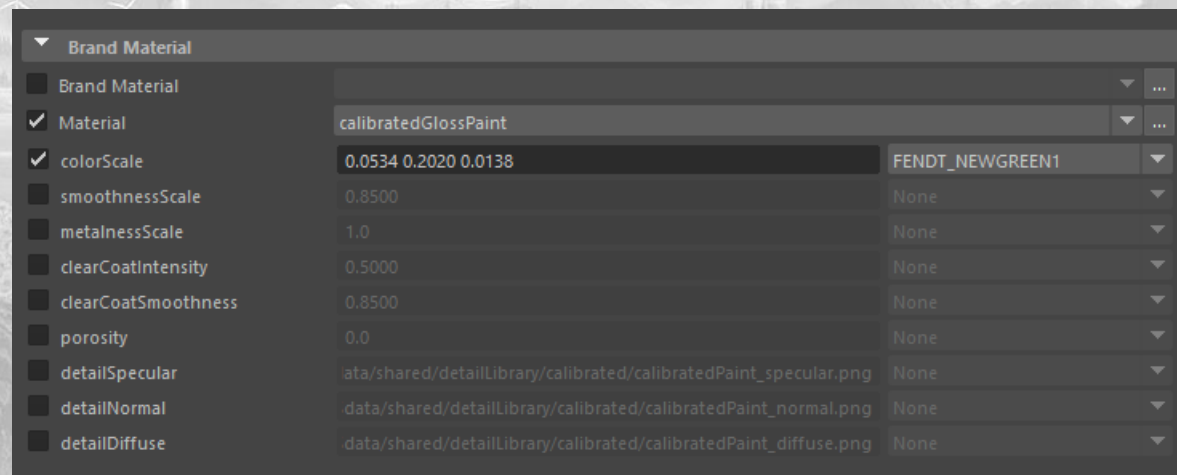 Brand Material
Brand Material ...
Material calibratedGlossPaint ...
colorScale 0.0534 0.2020 0.0138 FENDT_NEWGREEN1
smoothnessScale 0.8500 None
metalnessScale 1.0 None
clearCoatIntensity 0.5000 None
clearCoatSmoothness 0.8500 None
porosity 0.0 None
detailSpecular ata/shared/detailLibrary/calibrated/calibratedPaint_specular.png None
detailNormal data/shared/detailLibrary/calibrated/calibratedPaint_normal.png None
detailDiffuse data/shared/detailLibrary/calibrated/calibratedPaint_diffuse.png None